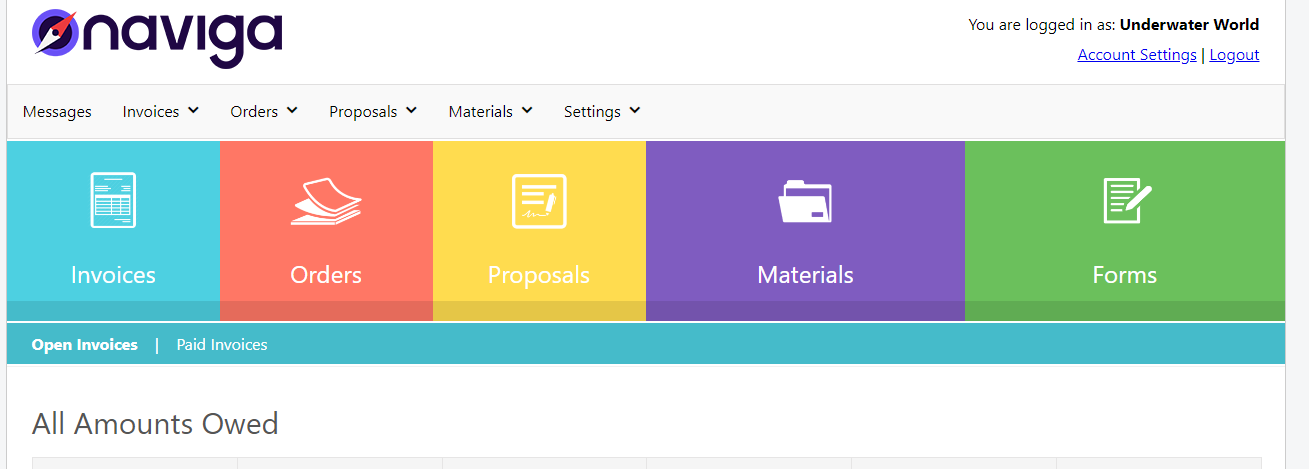 naviga
You are logged in as: Underwater World
Account Settings | Logout
Messages Invoices Orders Proposals Materials Settings
Invoices Orders Proposals Materials Forms
Open Invoices | Paid Invoices
All Amounts Owed